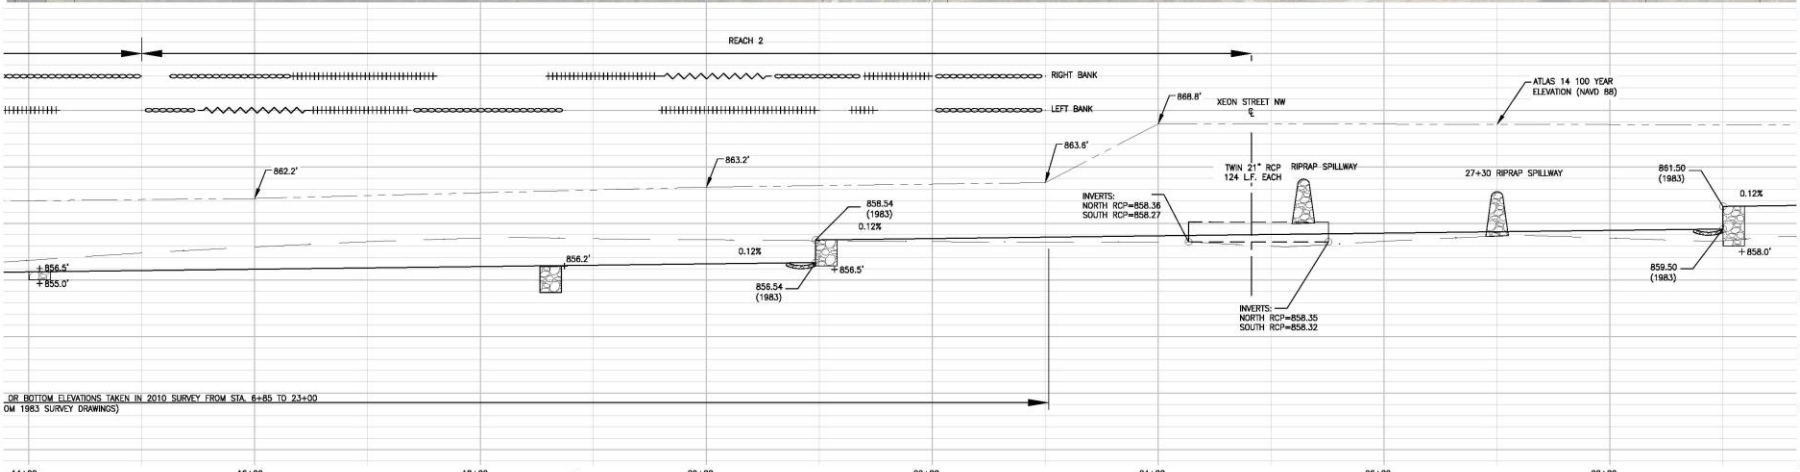 REACH 2
RIGHT BANK
LEFT BANK
868.8'
XEON STREET NW
ATLAS 14 100 YEAR
ELEVATION (NAVD 88)
862.2'
863.2'
863.6'
TWIN 21" RCP
124 L.F. EACH
RIPRAP SPILLWAY
27+30 RIPRAP SPILLWAY
861.50
(1983)
0.12%
INVERTS:
NORTH RCP=858.36
SOUTH RCP=858.27
858.54
(1983)
0.12%
0.12%
856.5'
855.0'
856.2'
856.5'
856.54
(1983)
859.50
(1983)
858.0'
INVERTS:
NORTH RCP=858.35
SOUTH RCP=858.32
OR BOTTOM ELEVATIONS TAKEN IN 2010 SURVEY FROM STA. 6+85 TO 23+00
OM 1983 SURVEY DRAWINGS)